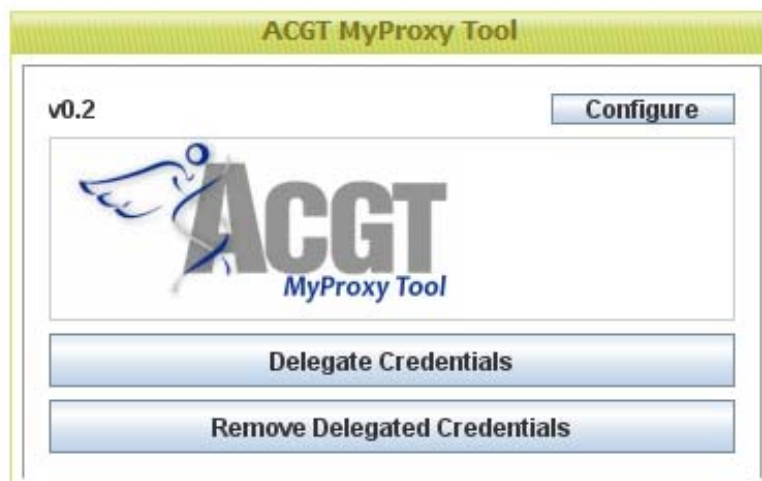 ACGT MyProxy Tool
v0.2 Configure
ACGT
MyProxy Tool
Delegate Credentials
Remove Delegated Credentials